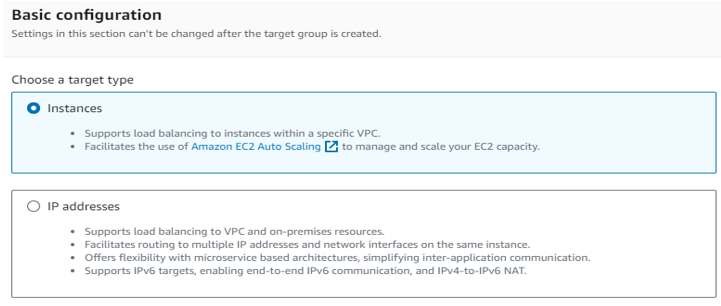 Basic configuration
Settings in this section can't be changed after the target group is created.
Choose a target type
Instances
• Supports load balancing to instances within a specific VPC.
• Facilitates the use of Amazon EC2 Auto Scaling to manage and scale your EC2 capacity.
IP addresses
• Supports load balancing to VPC and on-premises resources.
• Facilitates routing to multiple IP addresses and network interfaces on the same instance.
• Offers flexibility with microservice based architectures, simplifying inter-application communication.
• Supports IPv6 targets, enabling end-to-end IPv6 communication, and IPv4-to-IPv6 NAT.